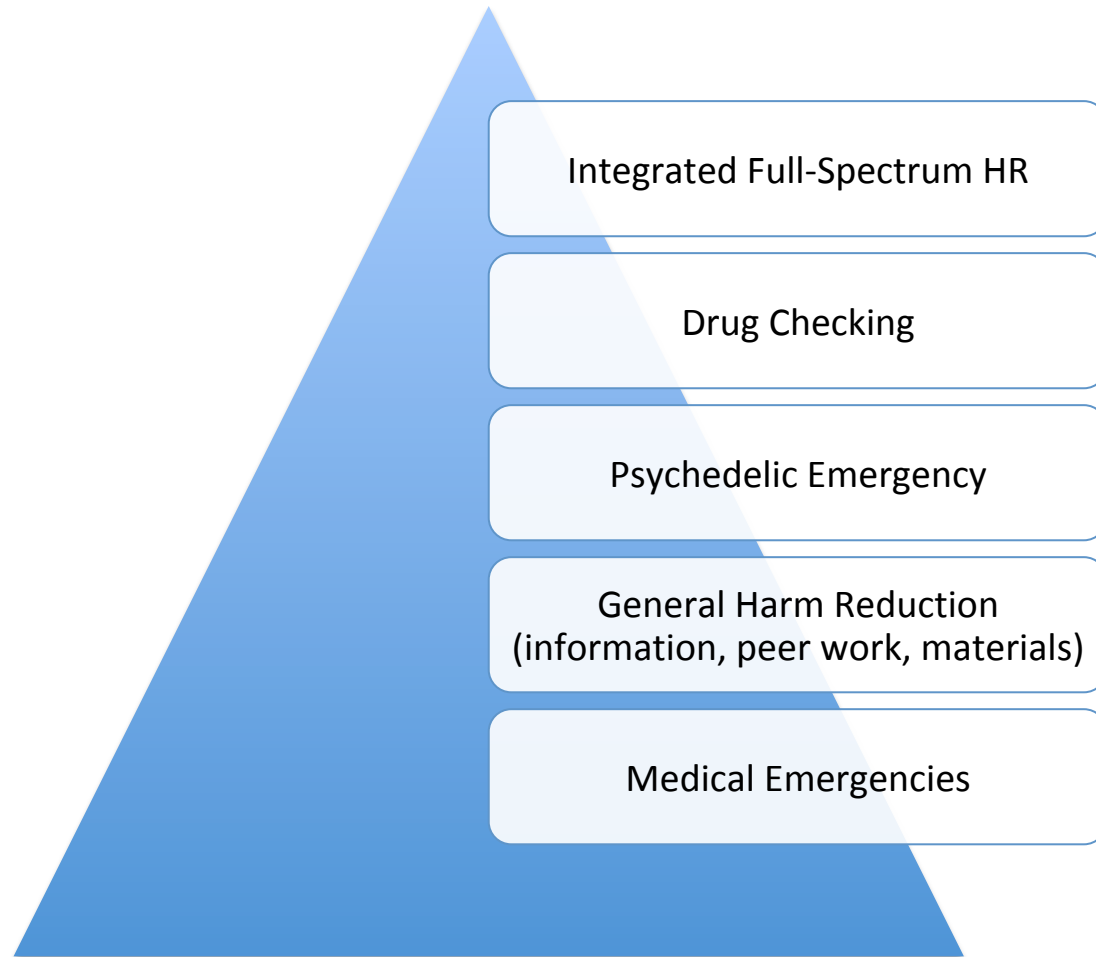 Integrated Full-Spectrum HR
Drug Checking
Psychedelic Emergency
General Harm Reduction
(information, peer work, materials)
Medical Emergencies